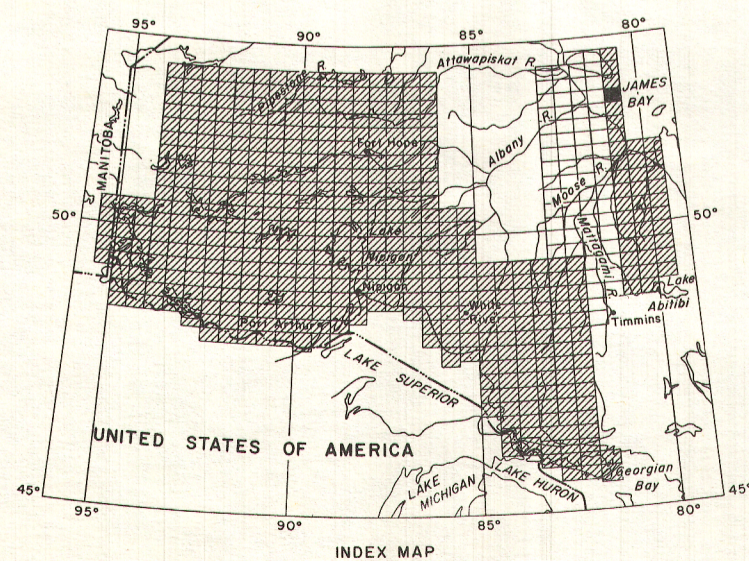 95°
90°
85°
80°
Attawapiskat R.
Pipestone R.
JAMES
BAY
MANITOBA
Fort Hope
Albany R.
Moose R.
50°
50°
Lake
Nipigon
Mattagami R.
Nipigon
White
River
Lake
Abitibi
Port Arthur
Timmins
LAKE SUPERIOR
UNITED STATES OF AMERICA
LAKE
MICHIGAN
LAKE HURON
Georgian
Bay
45°
45°
95°
90°
85°
80°
INDEX MAP